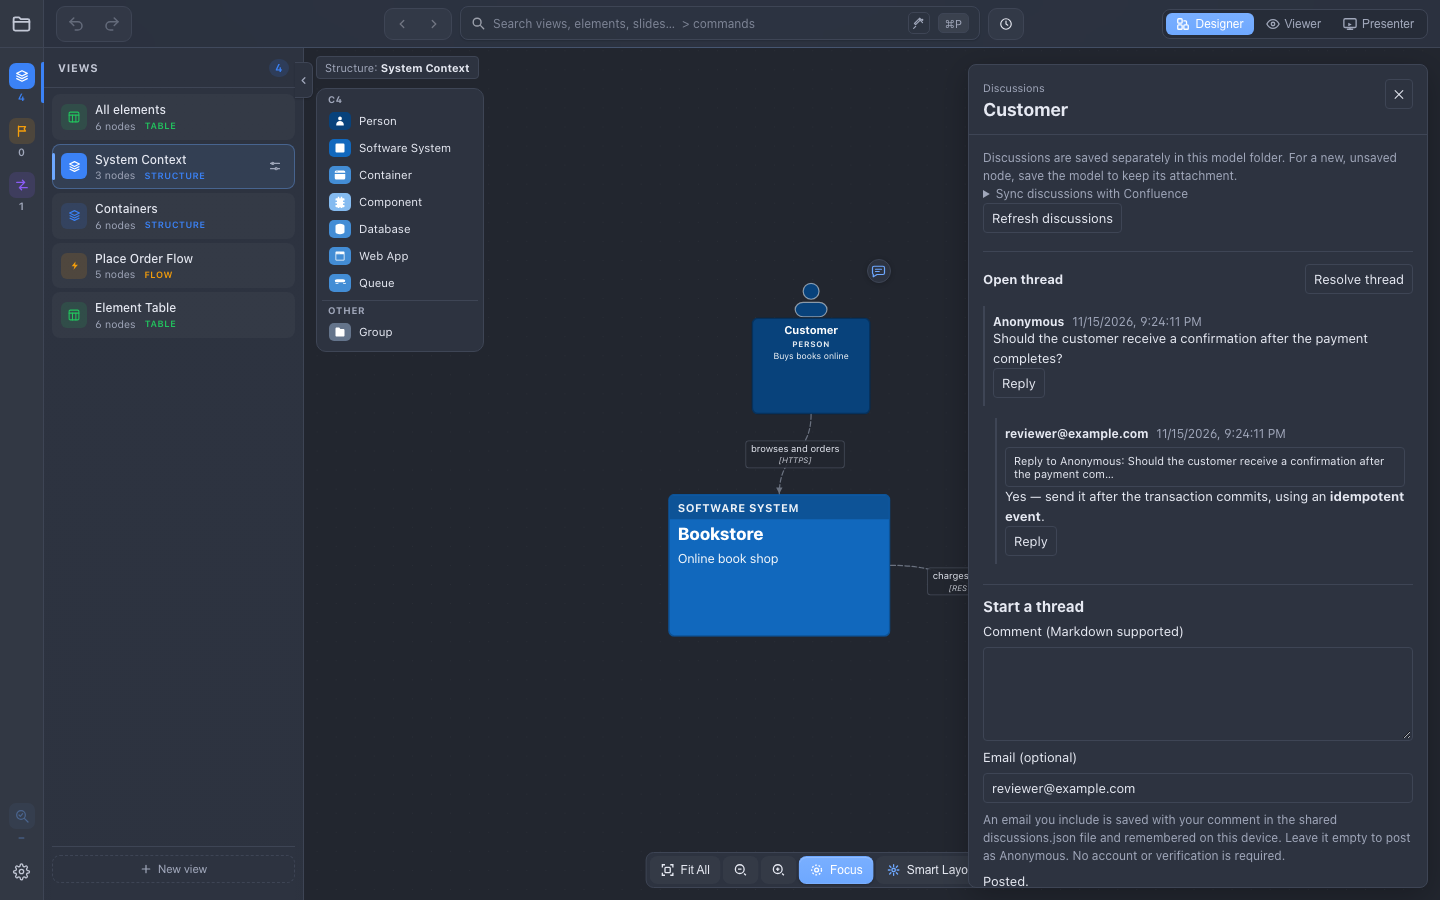 Search views, elements, slides... > commands
⌘P
Designer
Viewer
Presenter
4
0
1
VIEWS
4
All elements
6 nodes TABLE
System Context
3 nodes STRUCTURE
Containers
6 nodes STRUCTURE
Place Order Flow
5 nodes FLOW
Element Table
6 nodes TABLE
New view
Structure: System Context
C4
Person
Software System
Container
Component
Database
Web App
Queue
OTHER
Group
Customer
PERSON
Buys books online
browses and orders
[HTTPS]
SOFTWARE SYSTEM
Bookstore
Online book shop
charges
[RES
Fit All
Focus
Smart Layo
Discussions
Customer
Discussions are saved separately in this model folder. For a new, unsaved
node, save the model to keep its attachment.
Sync discussions with Confluence
Refresh discussions
Open thread
Resolve thread
Anonymous 11/15/2026, 9:24:11 PM
Should the customer receive a confirmation after the payment
completes?
Reply
reviewer@example.com 11/15/2026, 9:24:11 PM
Reply to Anonymous: Should the customer receive a confirmation after
the payment com...
Yes — send it after the transaction commits, using an idempotent
event.
Reply
Start a thread
Comment (Markdown supported)
Email (optional)
reviewer@example.com
An email you include is saved with your comment in the shared
discussions.json file and remembered on this device. Leave it empty to post
as Anonymous. No account or verification is required.
Posted.